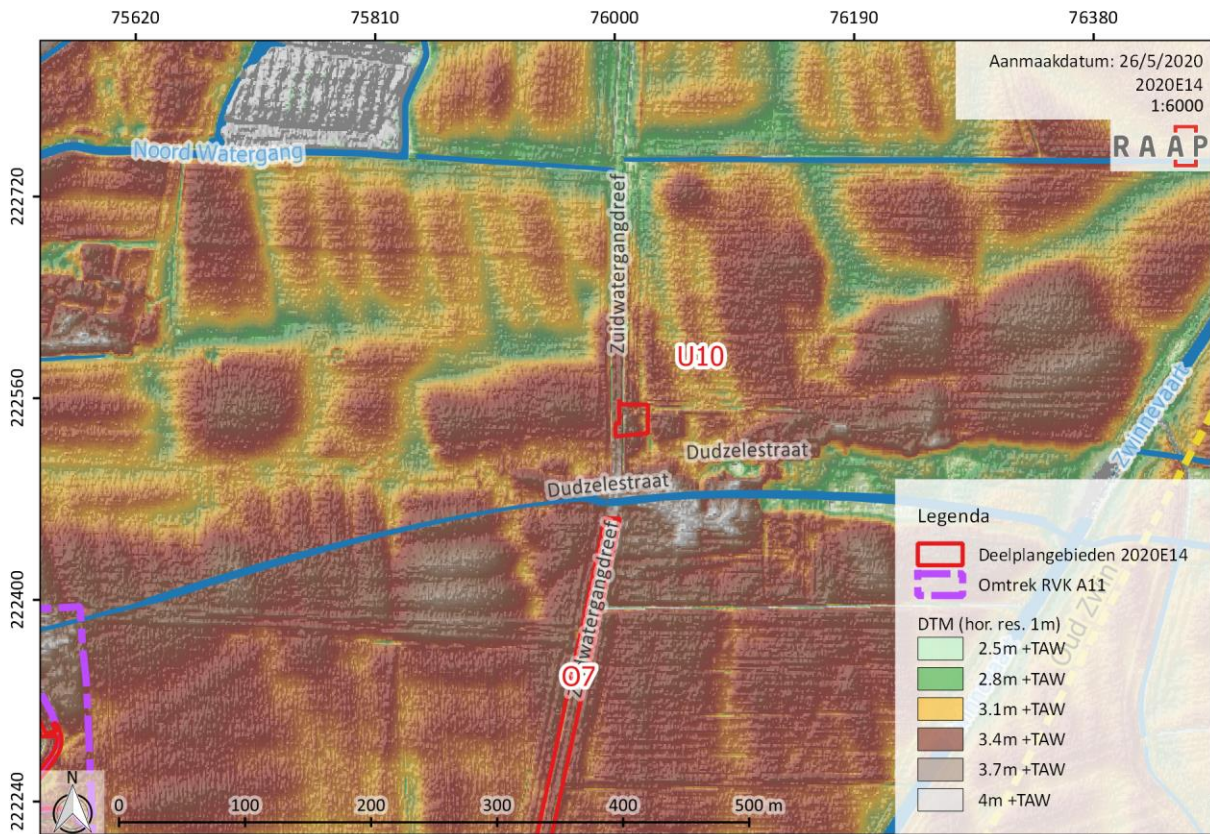 75620 75810 76000 76190 76380
Aanmaakdatum: 26/5/2020
2020E14
1:6000
RAAP
Noord Watergang
222720
Zuidwatergangdreef
U10
222560
Dudzelestraat
Dudzelestraat
Zwinnevaart
Zuidwatergangdreef
Oud Zwin
222400
O7
222240
Legenda
Deelplangebieden 2020E14
Omtrek RVK A11
DTM (hor. res. 1m)
2.5m +TAW
2.8m +TAW
3.1m +TAW
3.4m +TAW
3.7m +TAW
4m +TAW
N
0 100 200 300 400 500 m